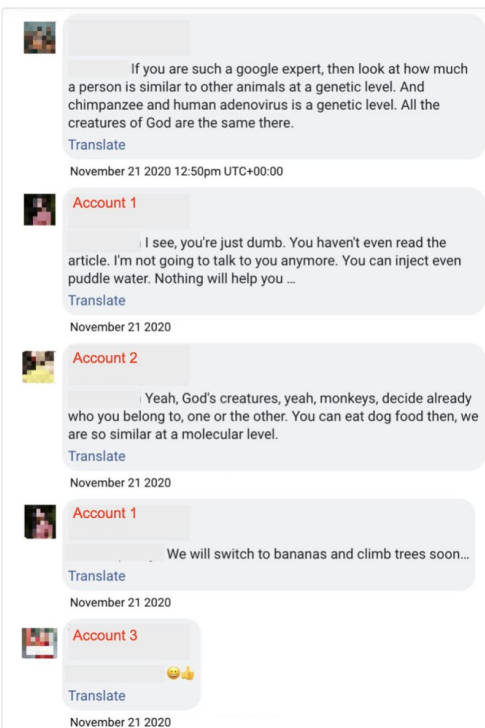 If you are such a google expert, then look at how much
a person is similar to other animals at a genetic level. And
chimpanzee and human adenovirus is a genetic level. All the
creatures of God are the same there.
Translate
November 21 2020 12:50pm UTC+00:00
Account 1
I see, you're just dumb. You haven't even read the
article. I'm not going to talk to you anymore. You can inject even
puddle water. Nothing will help you ...
Translate
November 21 2020
Account 2
Yeah, God's creatures, yeah, monkeys, decide already
who you belong to, one or the other. You can eat dog food then, we
are so similar at a molecular level.
Translate
November 21 2020
Account 1
We will switch to bananas and climb trees soon...
Translate
November 21 2020
Account 3
😀👍
Translate
November 21 2020